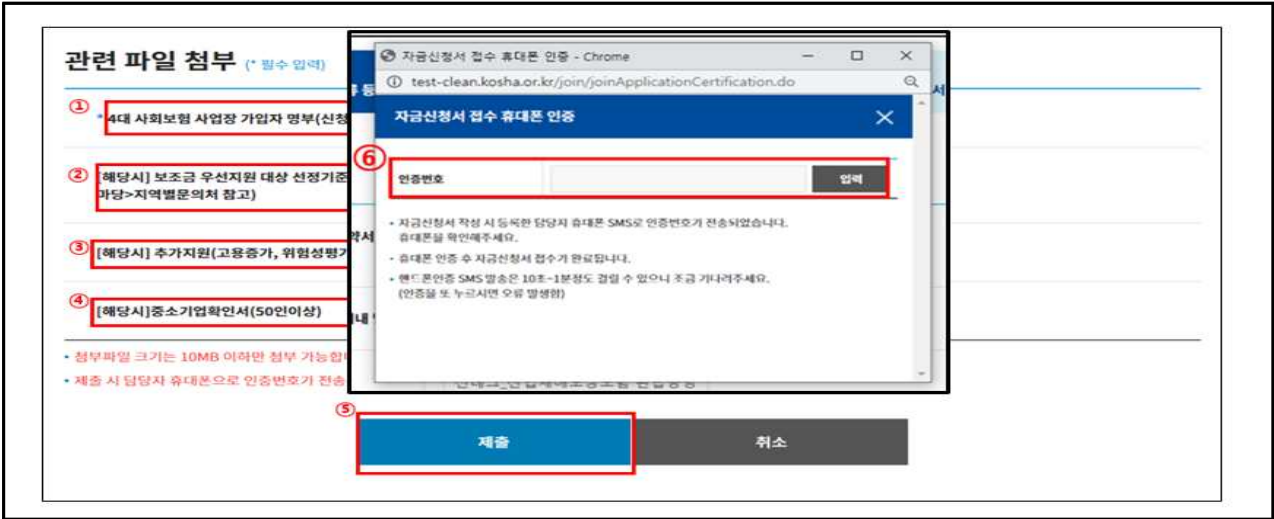 관련 파일 첨부 (* 필수 입력)
① * 4대 사회보험 사업장 가입자 명부(신청
② [해당시] 보조금 우선지원 대상 선정기준
마당>지역별문의처 참고)
③ [해당시] 추가지원(고용증가, 위험성평가
④ [해당시]중소기업확인서(50인이상)
• 첨부파일 크기는 10MB 이하만 첨부 가능합
• 제출 시 담당자 휴대폰으로 인증번호가 전송
자금신청서 접수 휴대폰 인증 - Chrome
test-clean.kosha.or.kr/join/joinApplicationCertification.do
자금신청서 접수 휴대폰 인증
⑥
인증번호
입력
• 자금신청서 작성 시 등록한 담당자 휴대폰 SMS로 인증번호가 전송되었습니다.
휴대폰을 확인해주세요.
• 휴대폰 인증 후 자금신청서 접수가 완료됩니다.
• 핸드폰인증 SMS 발송은 10초~1분정도 걸릴 수 있으니 조금 기다려주세요.
(인증을 또 누르시면 오류 발생함)
⑤
제출
취소